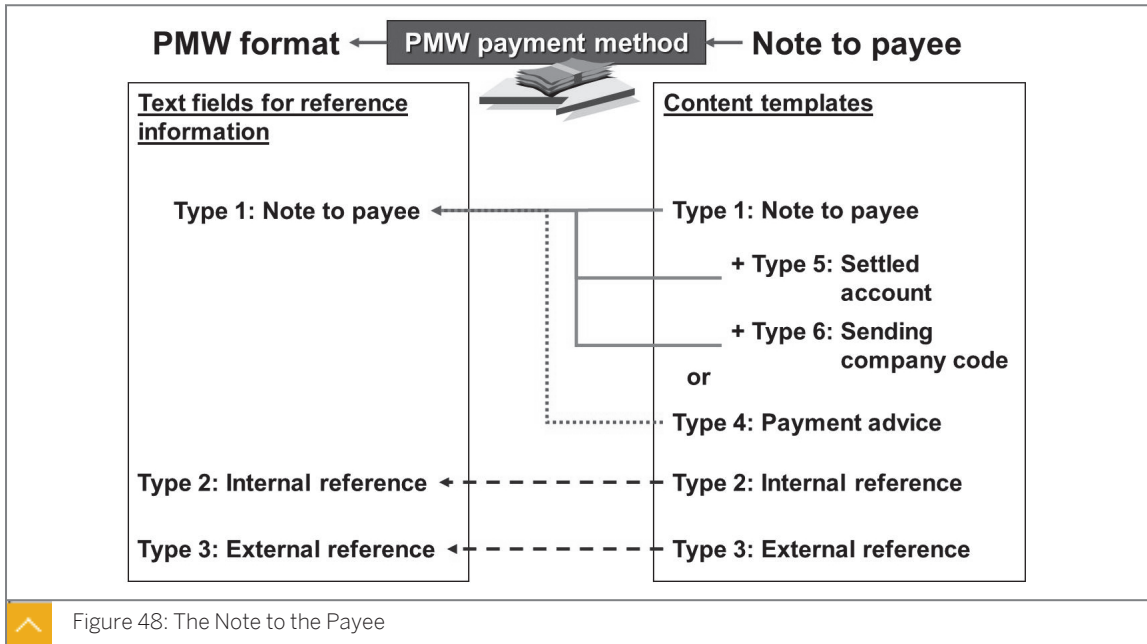 PMW format PMW payment method Note to payee
Text fields for reference
information
Type 1: Note to payee
Type 2: Internal reference
Type 3: External reference
Content templates
Type 1: Note to payee
+ Type 5: Settled
account
+ Type 6: Sending
company code
or
Type 4: Payment advice
Type 2: Internal reference
Type 3: External reference
Figure 48: The Note to the Payee